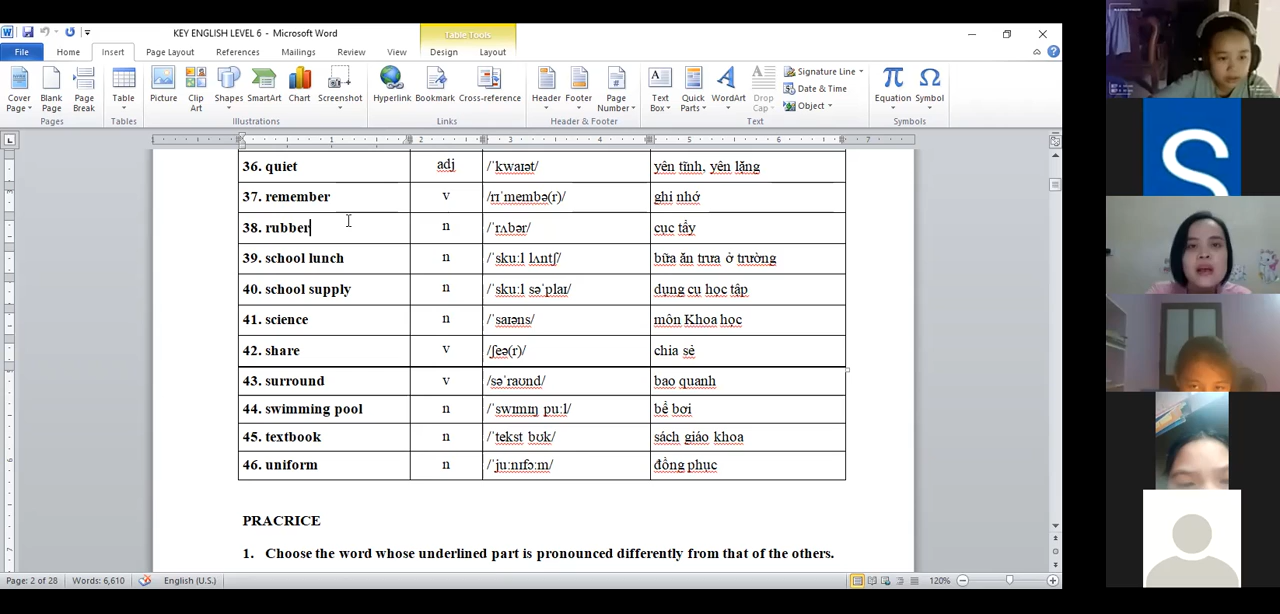 KEY ENGLISH LEVEL 6 - Microsoft Word
Table Tools
File Home Insert Page Layout References Mailings Review View Design Layout
Cover Page Blank Page Page Break Table Picture Clip Art Shapes SmartArt Chart Screenshot Hyperlink Bookmark Cross-reference Header Footer Page Number Text Box Quick Parts WordArt Drop Cap Signature Line Date & Time Object Equation Symbol
Pages Tables Illustrations Links Header & Footer Text Symbols
36. quiet adj /ˈkwaɪət/ yên tĩnh, yên lặng
37. remember v /rɪˈmembə(r)/ ghi nhớ
38. rubber n /ˈrʌbər/ cục tẩy
39. school lunch n /ˈskuːl lʌntʃ/ bữa ăn trưa ở trường
40. school supply n /ˈskuːl səˈplaɪ/ dụng cụ học tập
41. science n /ˈsaɪəns/ môn Khoa học
42. share v /ʃeə(r)/ chia sẻ
43. surround v /səˈraʊnd/ bao quanh
44. swimming pool n /ˈswɪmɪŋ puːl/ bể bơi
45. textbook n /ˈtekst bʊk/ sách giáo khoa
46. uniform n /ˈjuːnɪfɔːm/ đồng phục
PRACRICE
1. Choose the word whose underlined part is pronounced differently from that of the others.
Page: 2 of 28 Words: 6,610 English (U.S.) 120%
S